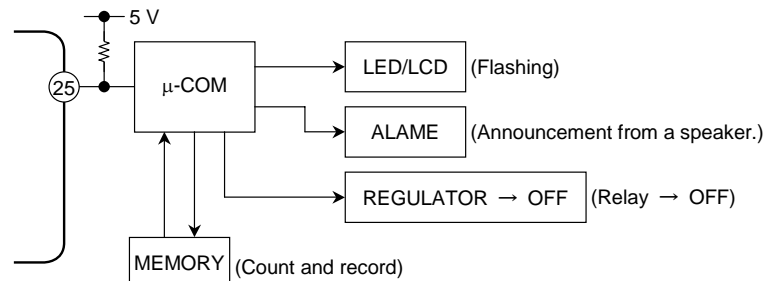 5 V
25
μ-COM
LED/LCD (Flashing)
ALAME (Announcement from a speaker.)
REGULATOR → OFF (Relay → OFF)
MEMORY (Count and record)